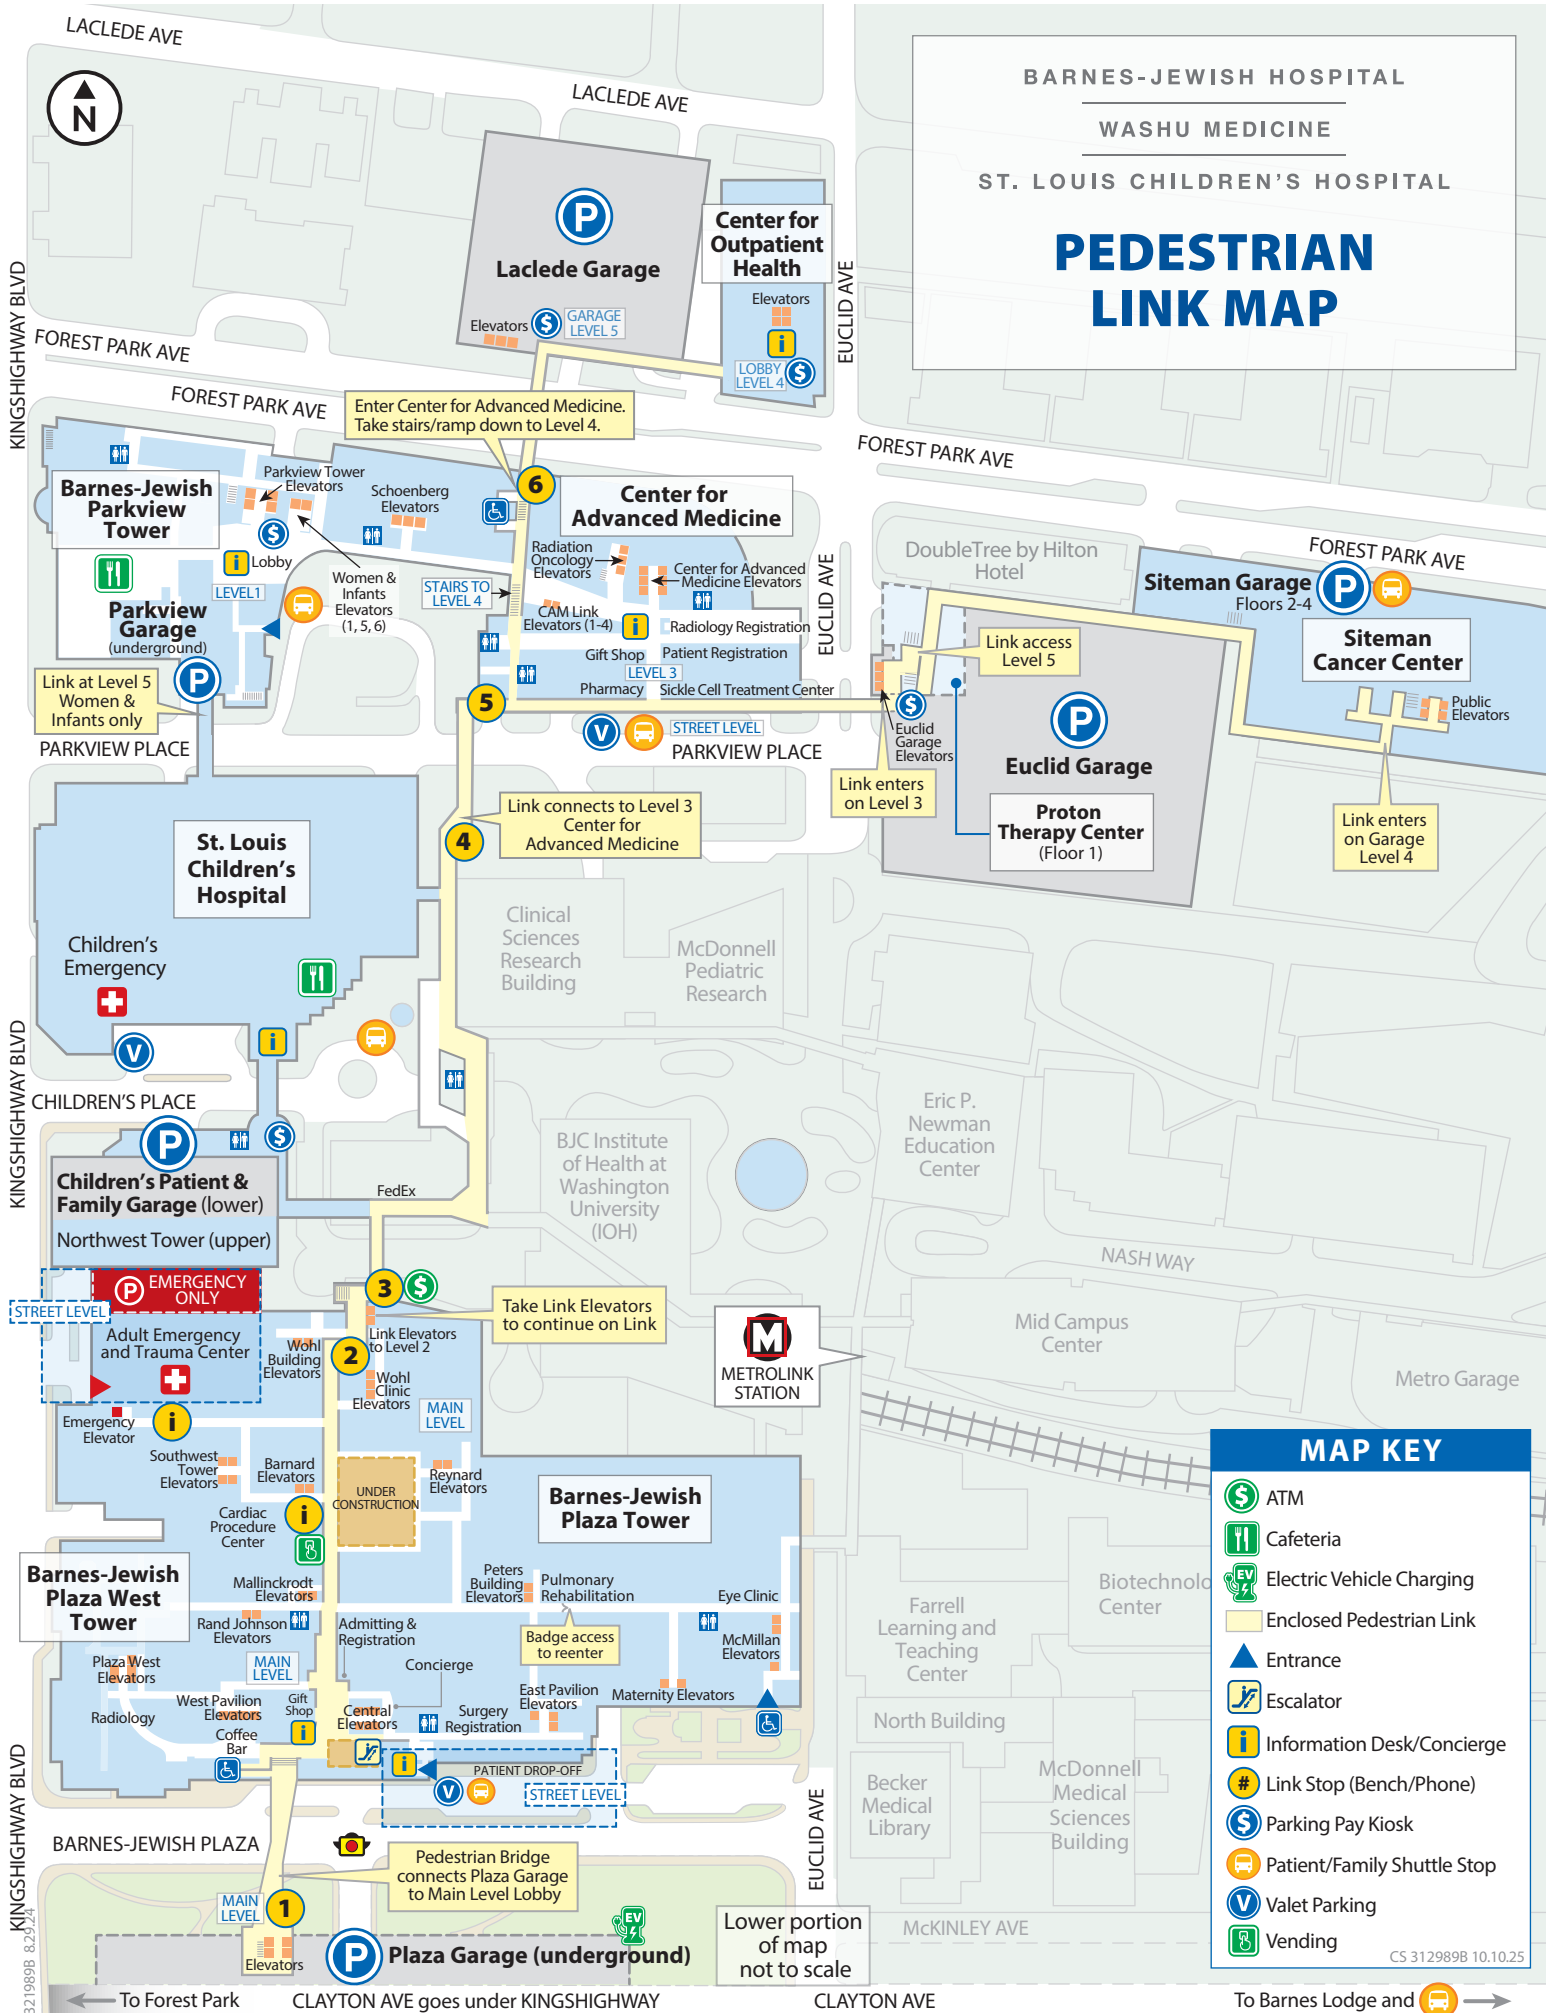 LACLEDE AVE
N
LACLEDE AVE
BARNES-JEWISH HOSPITAL
WASHU MEDICINE
ST. LOUIS CHILDREN'S HOSPITAL
PEDESTRIAN
LINK MAP
P
Laclede Garage
Elevators
$
GARAGE
LEVEL 5
Center for
Outpatient
Health
Elevators
i
LOBBY
LEVEL 4
$
EUCLID AVE
KINGSHIGHWAY BLVD
FOREST PARK AVE
FOREST PARK AVE
FOREST PARK AVE
FOREST PARK AVE
Enter Center for Advanced Medicine.
Take stairs/ramp down to Level 4.
6
Barnes-Jewish
Parkview
Tower
Parkview Tower
Elevators
Schoenberg
Elevators
$
i
Lobby
LEVEL1
Women &
Infants
Elevators
(1, 5, 6)
Parkview
Garage
(underground)
P
Link at Level 5
Women &
Infants only
PARKVIEW PLACE
Center for
Advanced Medicine
Radiation
Oncology
Elevators
Center for Advanced
Medicine Elevators
STAIRS TO
LEVEL 4
CAM Link
Elevators (1-4)
i
Radiology Registration
Gift Shop
Patient Registration
LEVEL 3
Pharmacy
Sickle Cell Treatment Center
5
V
STREET LEVEL
PARKVIEW PLACE
EUCLID AVE
DoubleTree by Hilton
Hotel
Siteman Garage
Floors 2-4
P
Siteman
Cancer Center
Public
Elevators
Link access
Level 5
$
Euclid
Garage
Elevators
P
Euclid Garage
Link enters
on Level 3
Proton
Therapy Center
(Floor 1)
Link enters
on Garage
Level 4
Link connects to Level 3
Center for
Advanced Medicine
4
St. Louis
Children's
Hospital
Children's
Emergency
V
i
Clinical
Sciences
Research
Building
McDonnell
Pediatric
Research
KINGSHIGHWAY BLVD
CHILDREN'S PLACE
P
$
Children's Patient &
Family Garage (lower)
Northwest Tower (upper)
FedEx
BJC Institute
of Health at
Washington
University
(IOH)
Eric P.
Newman
Education
Center
NASH WAY
P EMERGENCY
ONLY
STREET LEVEL
Adult Emergency
and Trauma Center
3
$
Take Link Elevators
to continue on Link
Link Elevators
to Level 2
2
Wohl
Building
Elevators
Wohl
Clinic
Elevators
M
METROLINK
STATION
Mid Campus
Center
Metro Garage
Emergency
Elevator
i
MAIN
LEVEL
Southwest
Tower
Elevators
Barnard
Elevators
UNDER
CONSTRUCTION
Reynard
Elevators
Cardiac
Procedure
Center
i
Barnes-Jewish
Plaza Tower
Barnes-Jewish
Plaza West
Tower
Mallinckrodt
Elevators
Rand Johnson
Elevators
Admitting &
Registration
Peters
Building
Elevators
Pulmonary
Rehabilitation
Eye Clinic
Badge access
to reenter
McMillan
Elevators
Plaza West
Elevators
MAIN
LEVEL
Concierge
West Pavilion
Elevators
Gift
Shop
Radiology
i
Coffee
Bar
Central
Elevators
Surgery
Registration
East Pavilion
Elevators
Maternity Elevators
i
PATIENT DROP-OFF
V
STREET LEVEL
Farrell
Learning and
Teaching
Center
Biotechnolo
Center
North Building
Becker
Medical
Library
McDonnell
Medical
Sciences
Building
KINGSHIGHWAY BLVD
BARNES-JEWISH PLAZA
EUCLID AVE
Pedestrian Bridge
connects Plaza Garage
to Main Level Lobby
MAIN
LEVEL
1
Elevators
P
Plaza Garage (underground)
EV
Lower portion
of map
not to scale
McKINLEY AVE
MAP KEY
$ ATM
Cafeteria
EV Electric Vehicle Charging
Enclosed Pedestrian Link
Entrance
Escalator
i Information Desk/Concierge
# Link Stop (Bench/Phone)
$ Parking Pay Kiosk
Patient/Family Shuttle Stop
V Valet Parking
Vending
CS 312989B 10.10.25
321989B 8.29.24
To Forest Park
CLAYTON AVE goes under KINGSHIGHWAY
CLAYTON AVE
To Barnes Lodge and